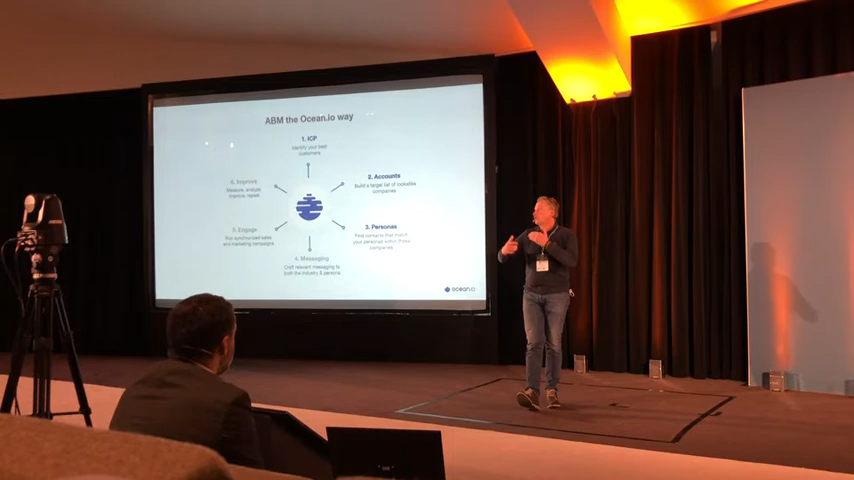 ABM the Ocean.io way
1. ICP
Identify your best
customers
2. Accounts
Build a target list of lookalike
companies
3. Personas
Find contacts that match
your personas within those
companies
4. Messaging
Craft relevant messaging to
both the industry & persona
5. Engage
Run synchronized sales
and marketing campaigns
6. Improve
Measure, analyse,
improve, repeat
ocean.io